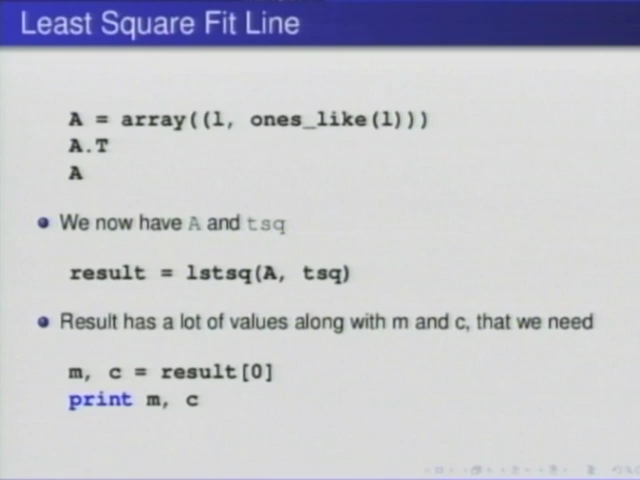 Least Square Fit Line
A = array((l, ones_like(l)))
A.T
A
We now have A and tsq
result = lstsq(A, tsq)
Result has a lot of values along with m and c, that we need
m, c = result[0]
print m, c